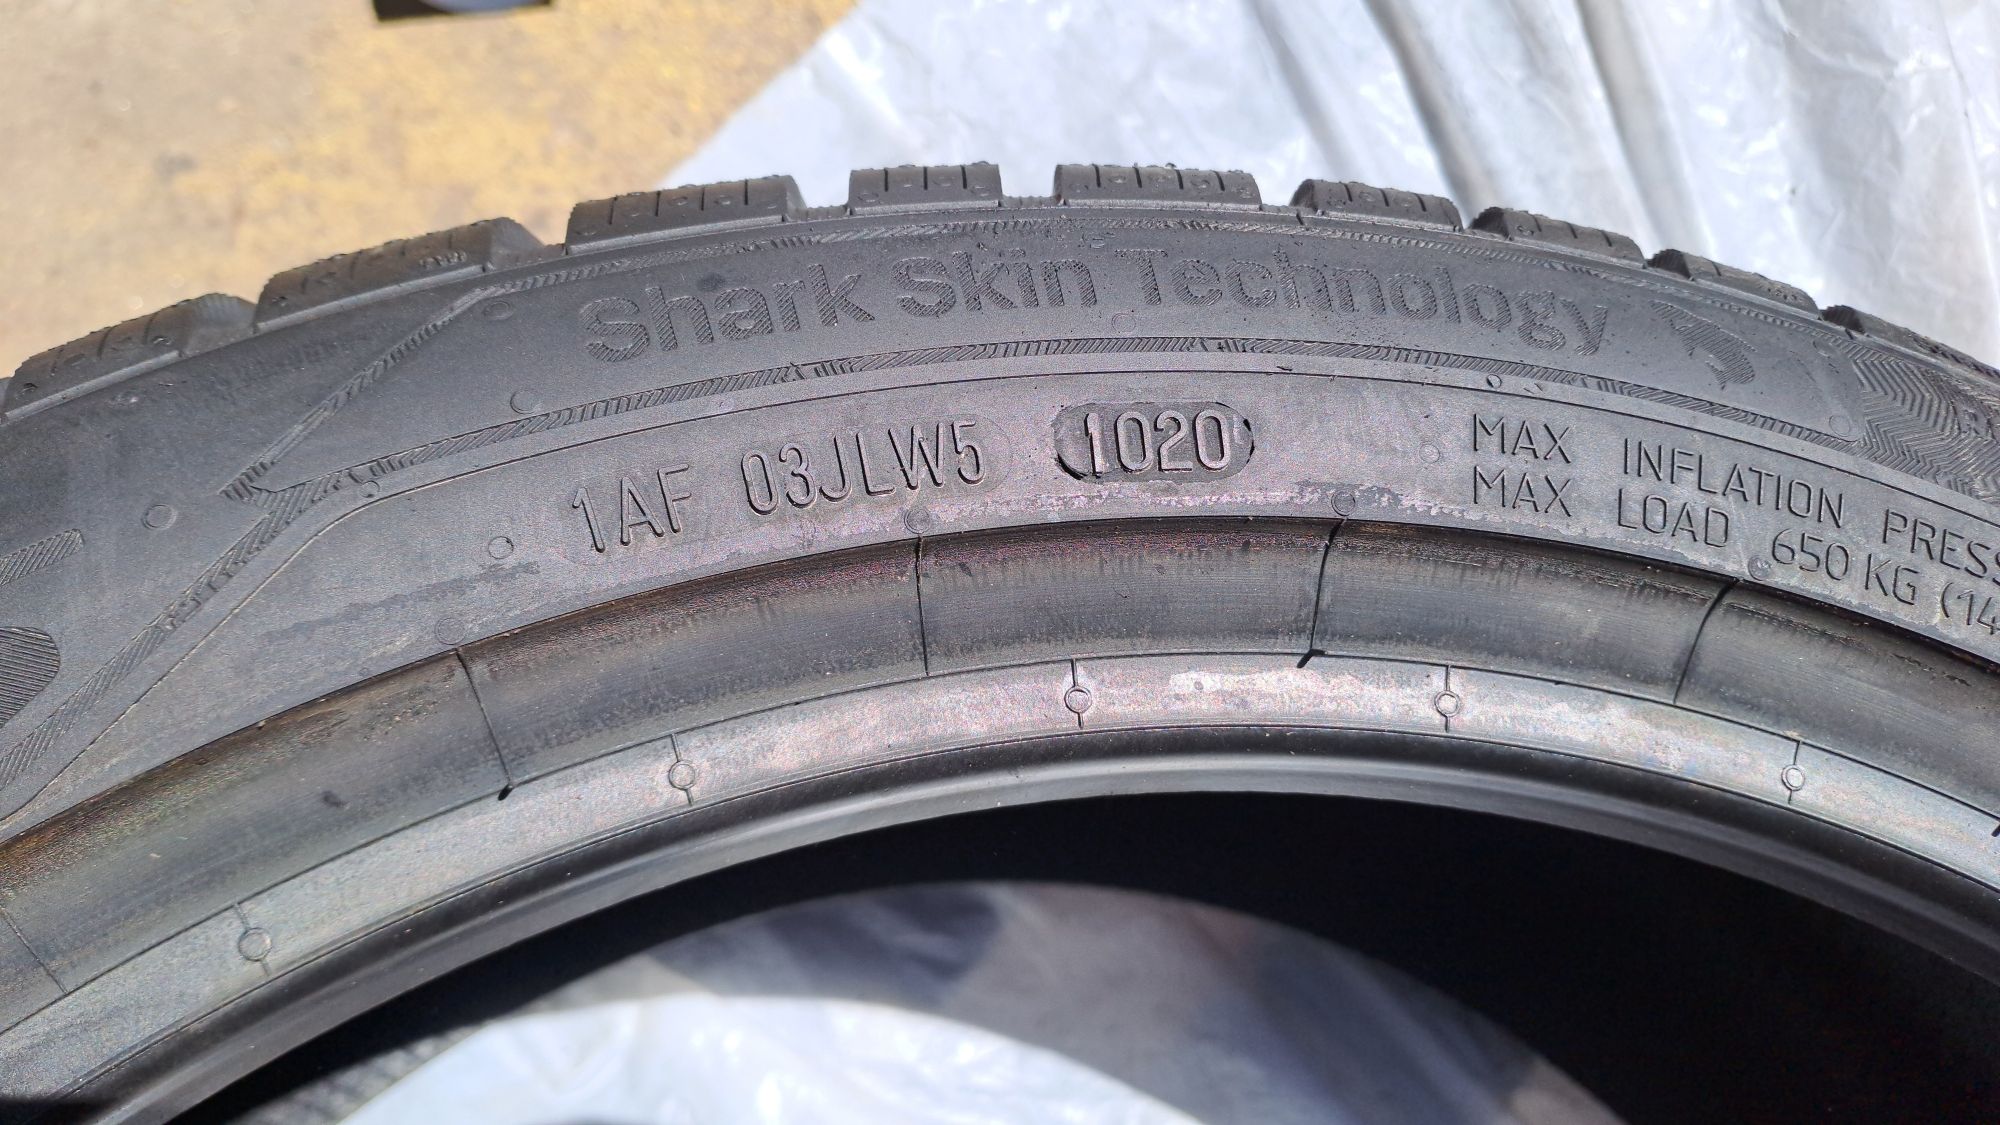 Shark Skin Technology
1AF 03JLW5 1020
MAX INFLATION PRESS
MAX LOAD 650 KG (14